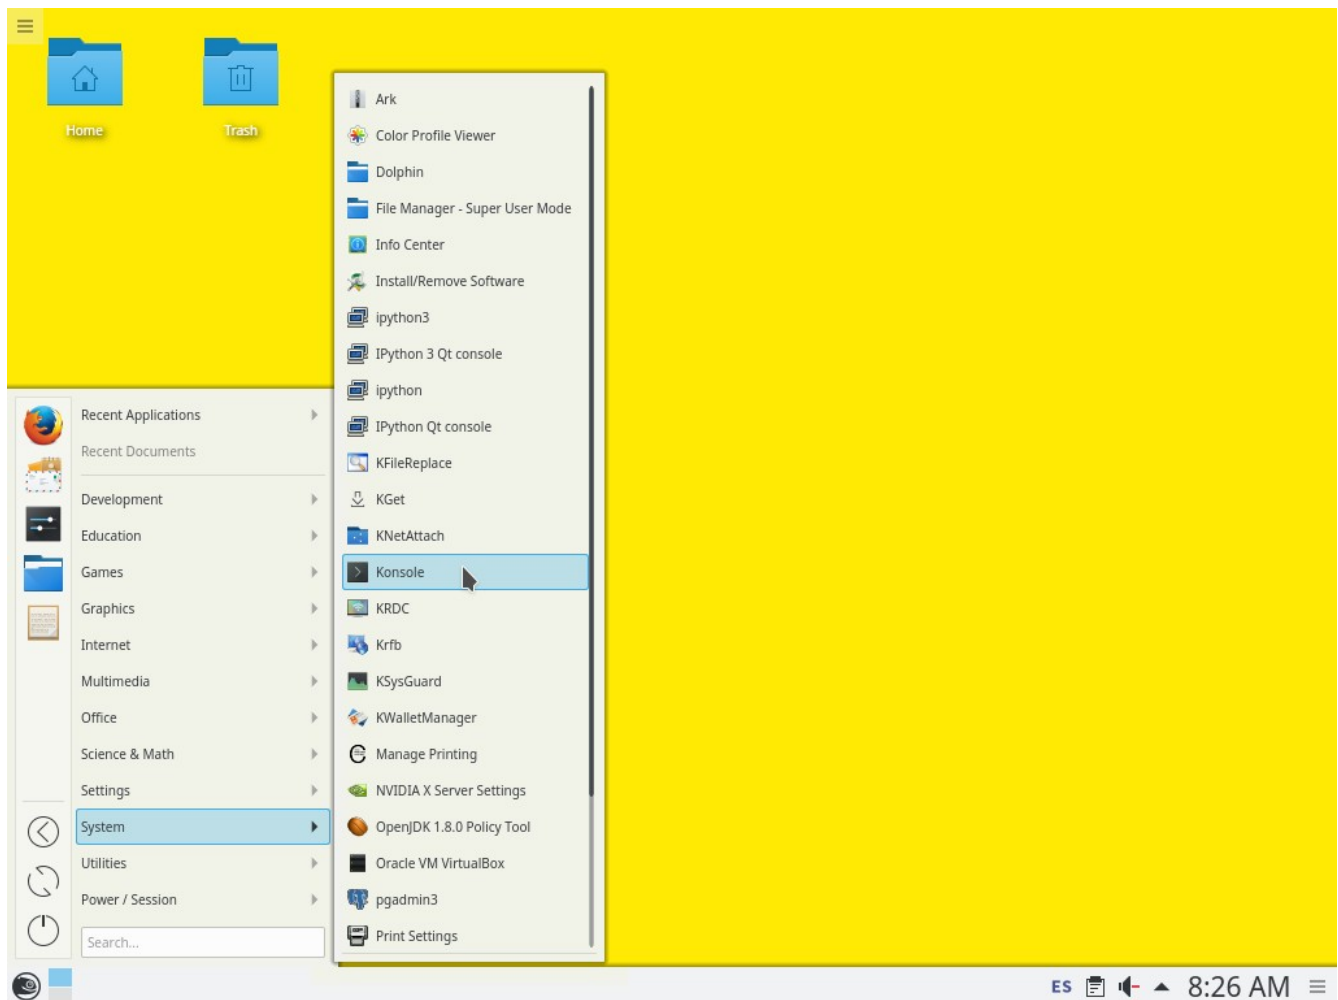 Home
Trash
Ark
Color Profile Viewer
Dolphin
File Manager - Super User Mode
Info Center
Install/Remove Software
ipython3
IPython 3 Qt console
ipython
IPython Qt console
KFileReplace
KGet
KNetAttach
Konsole
KRDC
Krfb
KSysGuard
KWalletManager
Manage Printing
NVIDIA X Server Settings
OpenJDK 1.8.0 Policy Tool
Oracle VM VirtualBox
pgadmin3
Print Settings
Recent Applications
Recent Documents
Development
Education
Games
Graphics
Internet
Multimedia
Office
Science & Math
Settings
System
Utilities
Power / Session
Search...
ES
8:26 AM